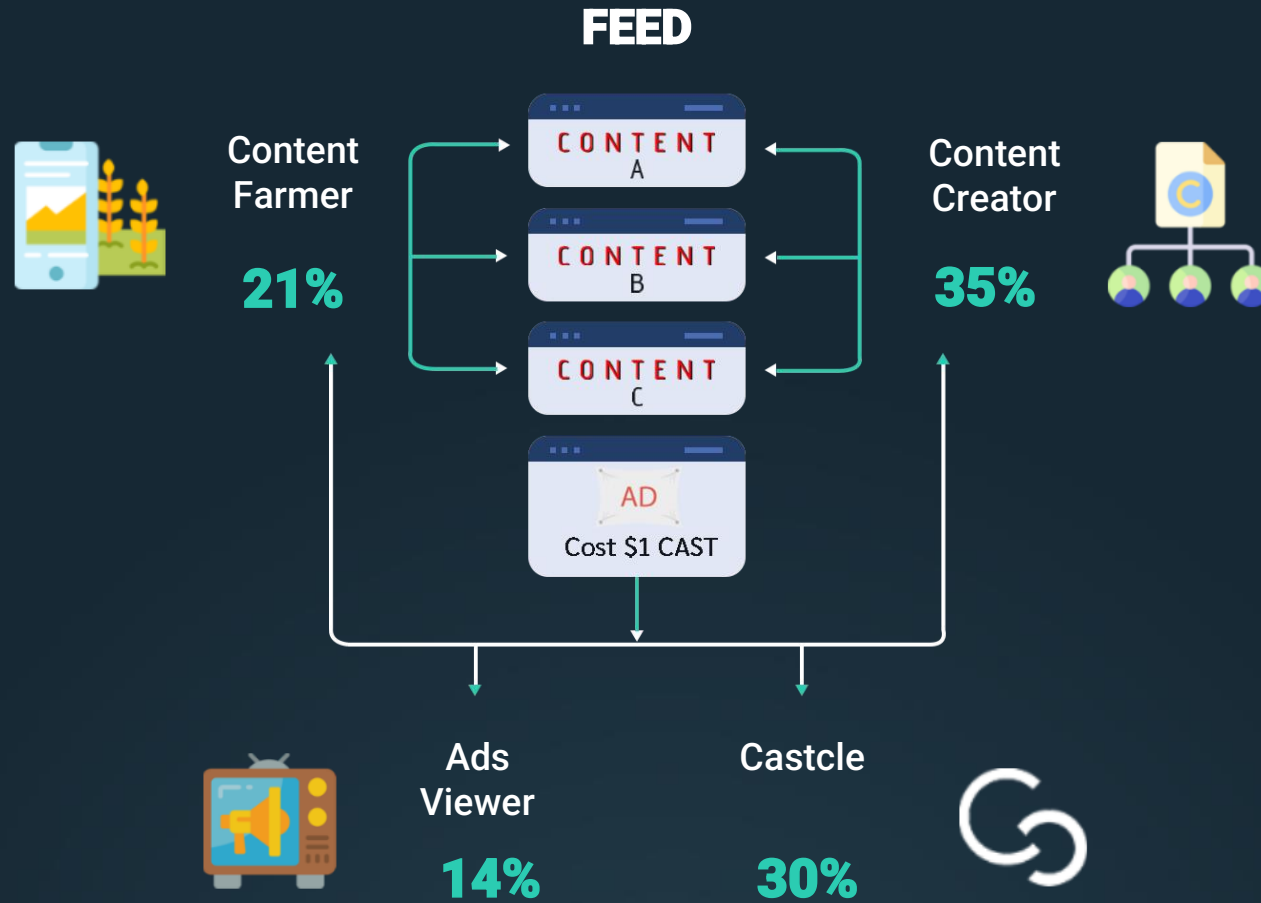 FEED
Content
Farmer
21%
CONTENT
A
CONTENT
B
CONTENT
C
AD
Cost $1 CAST
Content
Creator
35%
Ads
Viewer
14%
Castcle
30%